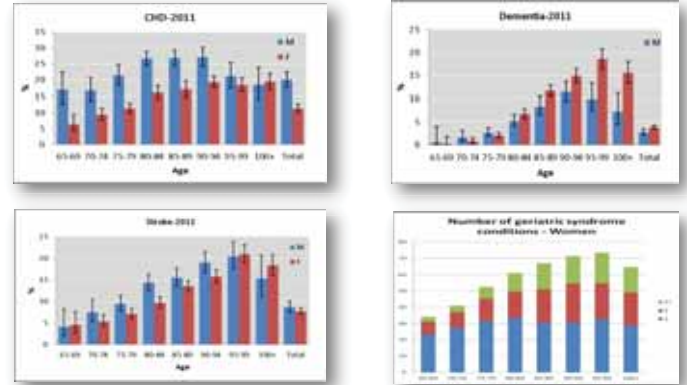 CHD-2011
35
30
25
20
15
10
5
0
%
M
F
65-69 70-74 75-79 80-84 85-89 90-94 95-99 100+ Total
Age
Dementia-2011
25
20
15
10
5
0
%
M
65-69 70-74 75-79 80-84 85-89 90-94 95-99 100+ Total
Age
Stroke-2011
25
20
15
10
5
0
%
M
F
65-69 70-74 75-79 80-84 85-89 90-94 95-99 100+ Total
Age
Number of geriatric syndrome
conditions - Women